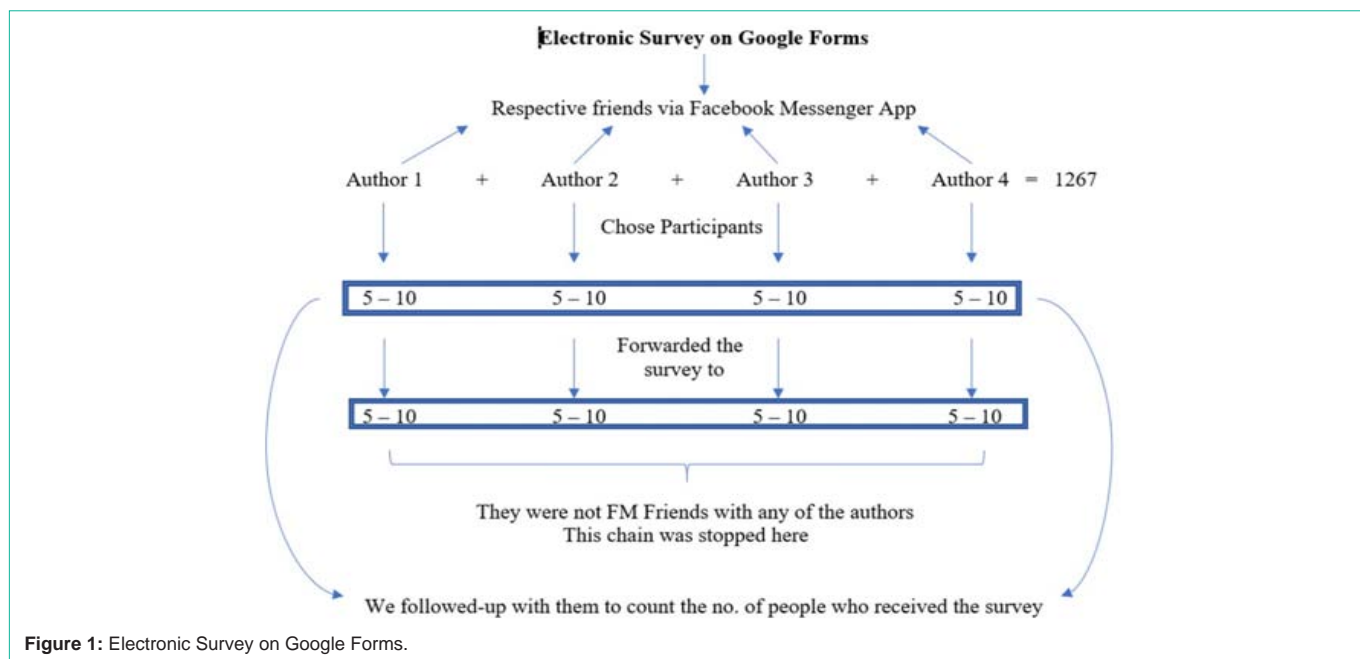 Electronic Survey on Google Forms
Respective friends via Facebook Messenger App
Author 1 + Author 2 + Author 3 + Author 4 = 1267
Chose Participants
5 – 10 5 – 10 5 – 10 5 – 10
Forwarded the
survey to
5 – 10 5 – 10 5 – 10 5 – 10
They were not FM Friends with any of the authors
This chain was stopped here
We followed-up with them to count the no. of people who received the survey
Figure 1: Electronic Survey on Google Forms.